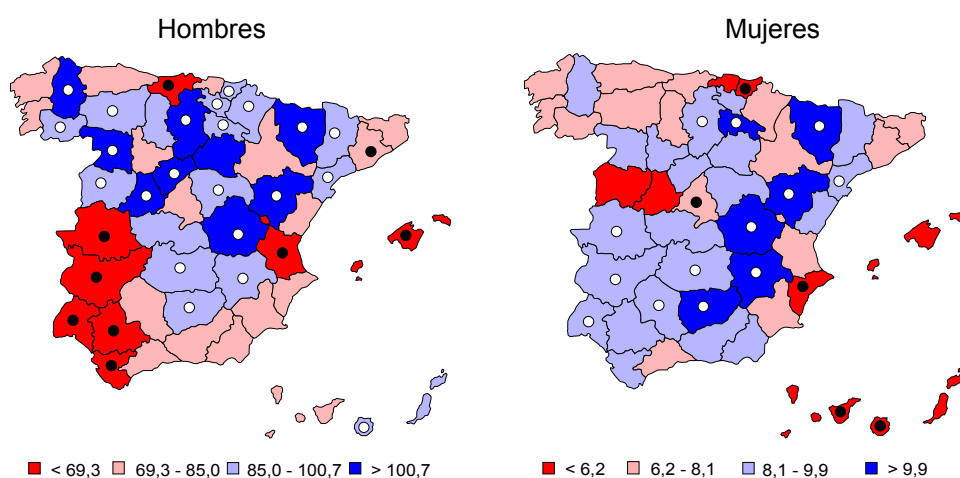 Hombres
Mujeres
< 69,3 69,3 - 85,0 85,0 - 100,7 > 100,7
< 6,2 6,2 - 8,1 8,1 - 9,9 > 9,9